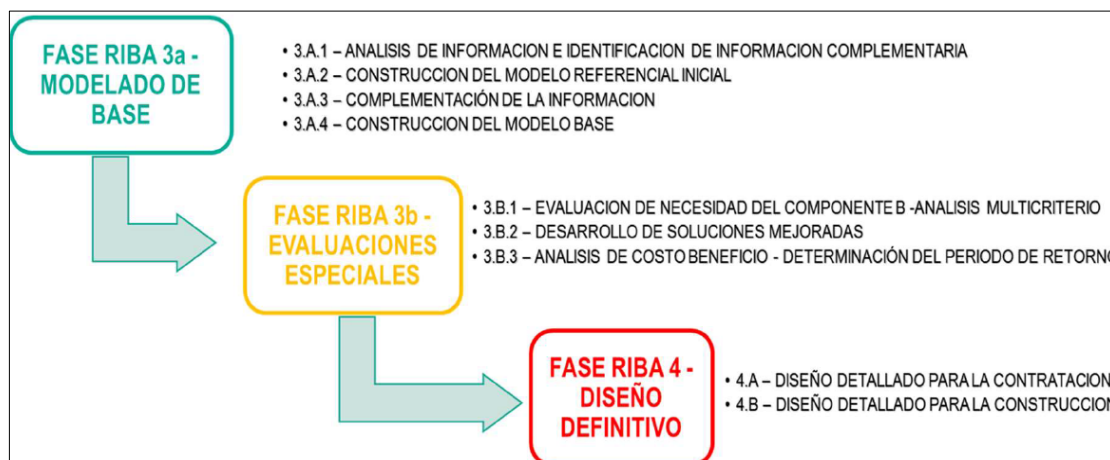 FASE RIBA 3a -
MODELADO DE
BASE
• 3.A.1 – ANALISIS DE INFORMACION E IDENTIFICACION DE INFORMACION COMPLEMENTARIA
• 3.A.2 – CONSTRUCCION DEL MODELO REFERENCIAL INICIAL
• 3.A.3 – COMPLEMENTACIÓN DE LA INFORMACION
• 3.A.4 – CONSTRUCCION DEL MODELO BASE
FASE RIBA 3b -
EVALUACIONES
ESPECIALES
• 3.B.1 – EVALUACION DE NECESIDAD DEL COMPONENTE B -ANALISIS MULTICRITERIO
• 3.B.2 – DESARROLLO DE SOLUCIONES MEJORADAS
• 3.B.3 – ANALISIS DE COSTO BENEFICIO - DETERMINACIÓN DEL PERIODO DE RETORNO
FASE RIBA 4 -
DISEÑO
DEFINITIVO
• 4.A – DISEÑO DETALLADO PARA LA CONTRATACION
• 4.B – DISEÑO DETALLADO PARA LA CONSTRUCCION